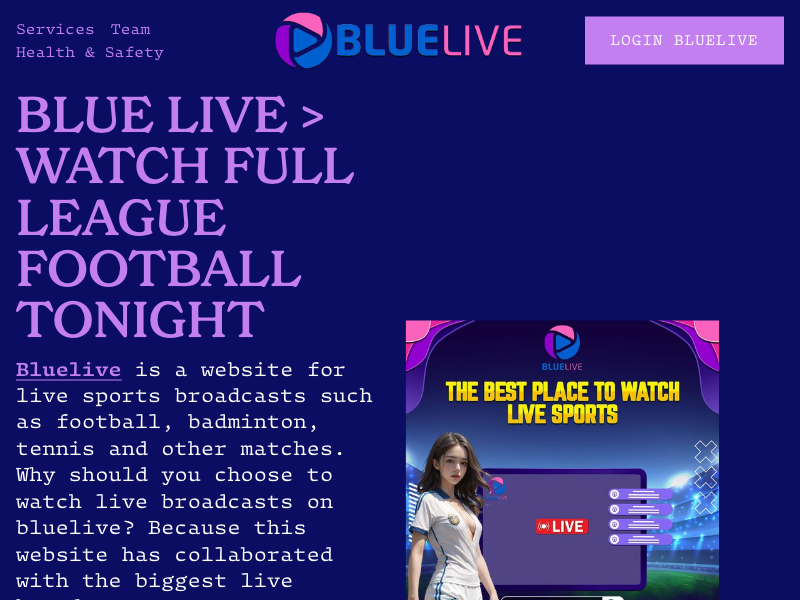 Services Team
Health & Safety
BLUELIVE
LOGIN BLUELIVE
BLUE LIVE >
WATCH FULL
LEAGUE
FOOTBALL
TONIGHT
Bluelive is a website for
live sports broadcasts such
as football, badminton,
tennis and other matches.
Why should you choose to
watch live broadcasts on
bluelive? Because this
website has collaborated
with the biggest live
BLUELIVE
THE BEST PLACE TO WATCH
LIVE SPORTS
LIVE